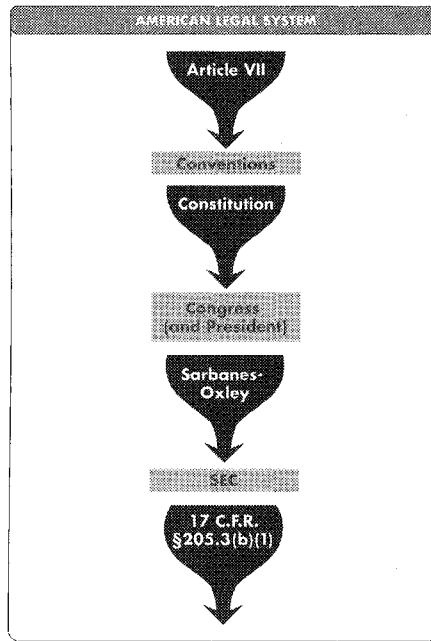 AMERICAN LEGAL SYSTEM
Article VII
Conventions
Constitution
Congress
(and President)
Sarbanes-
Oxley
SEC
17 C.F.R.
§205.3(b)(1)